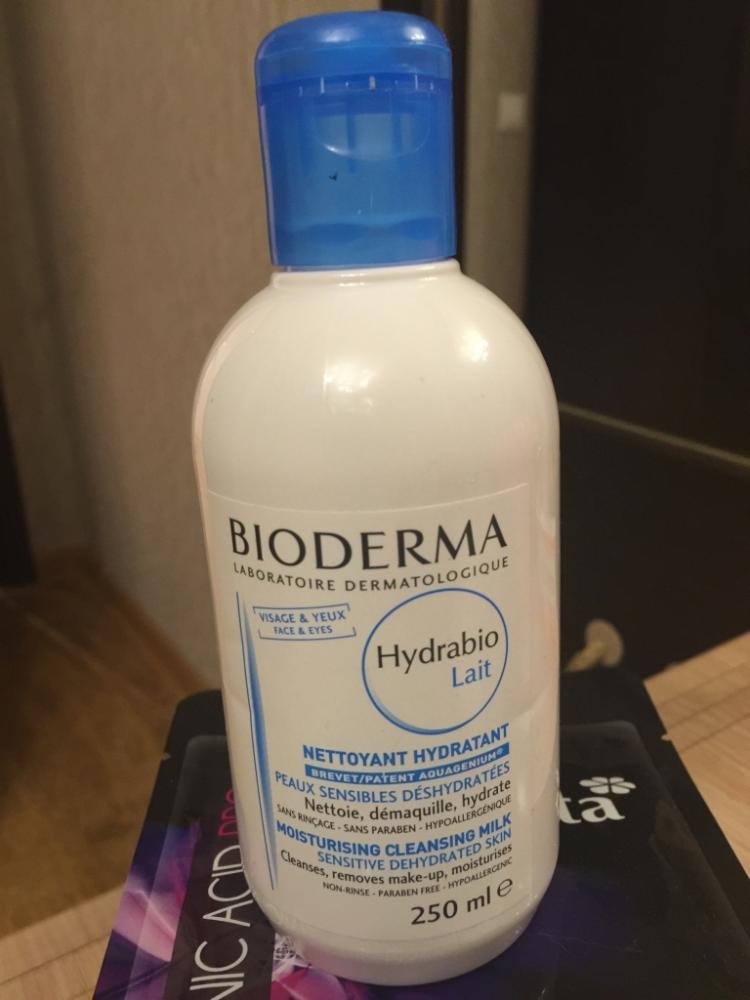 BIODERMA
LABORATOIRE DERMATOLOGIQUE
VISAGE & YEUX
FACE & EYES
Hydrabio
Lait
NETTOYANT HYDRATANT
BREVET/PATENT AQUAGENIUM®
PEAUX SENSIBLES DÉSHYDRATÉES
Nettoie, démaquille, hydrate
SANS RINÇAGE - SANS PARABEN - HYPOALLERGÉNIQUE
MOISTURISING CLEANSING MILK
SENSITIVE DEHYDRATED SKIN
Cleanses, removes make-up, moisturises
NON-RINSE - PARABEN FREE - HYPOALLERGENIC
250 ml e
NIC ACID
ta